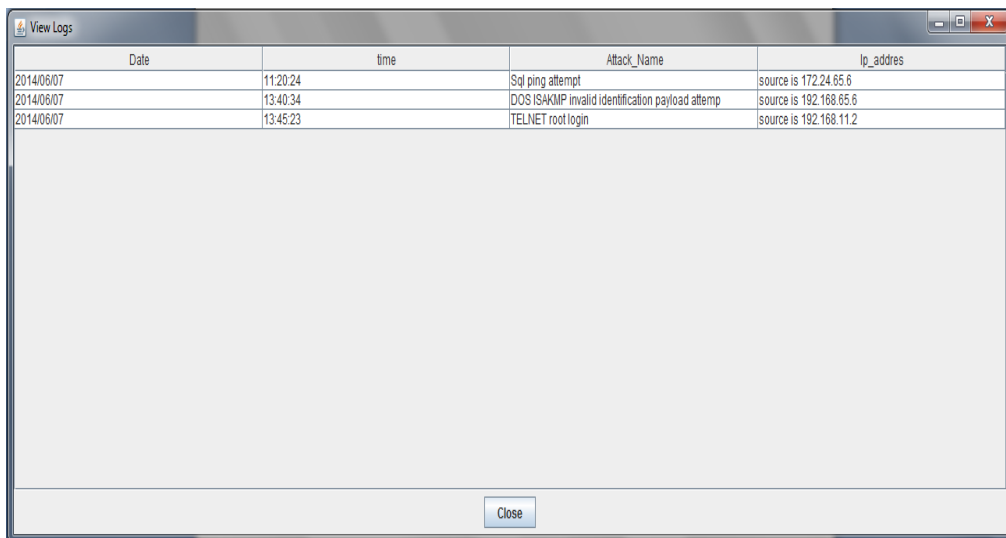 View Logs
Date time Attack_Name Ip_addres
2014/06/07 11:20:24 Sql ping attempt source is 172.24.65.6
2014/06/07 13:40:34 DOS ISAKMP invalid identification payload attemp source is 192.168.65.6
2014/06/07 13:45:23 TELNET root login source is 192.168.11.2
Close